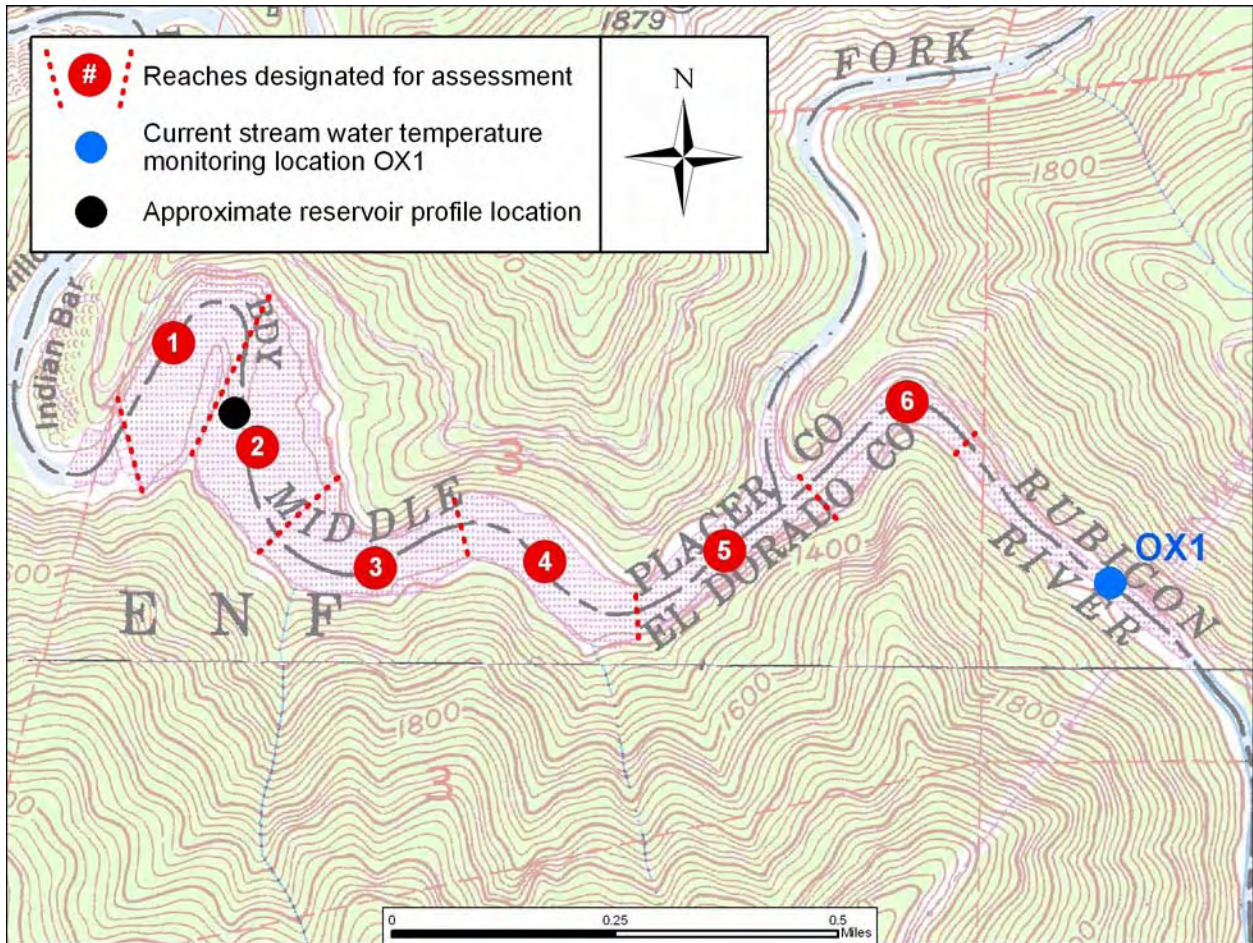 1879
FORK
#
Reaches designated for assessment
Current stream water temperature
monitoring location OX1
Approximate reservoir profile location
N
1800
Indian Bar
BDY
1
2
3
MIDDLE
3
4
PLACER CO
EL DORADO CO
5
6
RUBICON
RIVER
OX1
1400
E N F
1800
1600
1800
3
0
0.25
0.5
Miles